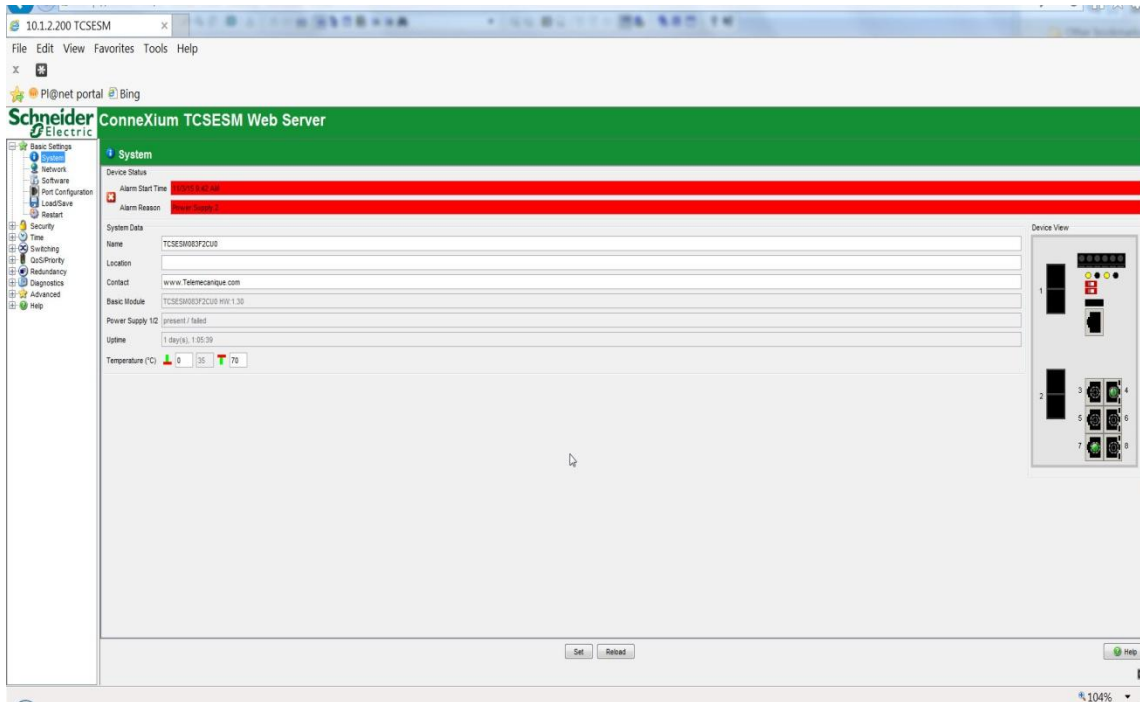 10.1.2.200 TCSESM
File Edit View Favorites Tools Help
Pl@net portal Bing
Schneider Electric
ConneXium TCSESM Web Server
Basic Settings
System
Network
Software
Port Configuration
Load/Save
Restart
Security
Time
Switching
QoS/Priority
Redundancy
Diagnostics
Advanced
Help
System
Device Status
Alarm Start Time
Alarm Reason Power Supply 2
System Data
Name TCSESM083F2CU0
Location
Contact www.Telemecanique.com
Basic Module TCSESM083F2CU0 HW:1.30
Power Supply 1/2 present / failed
Uptime 1 day(s), 1:05:39
Temperature (°C) 0 35 70
Device View
1
2
3 4
5 6
7 8
Set Reload
Help
104%